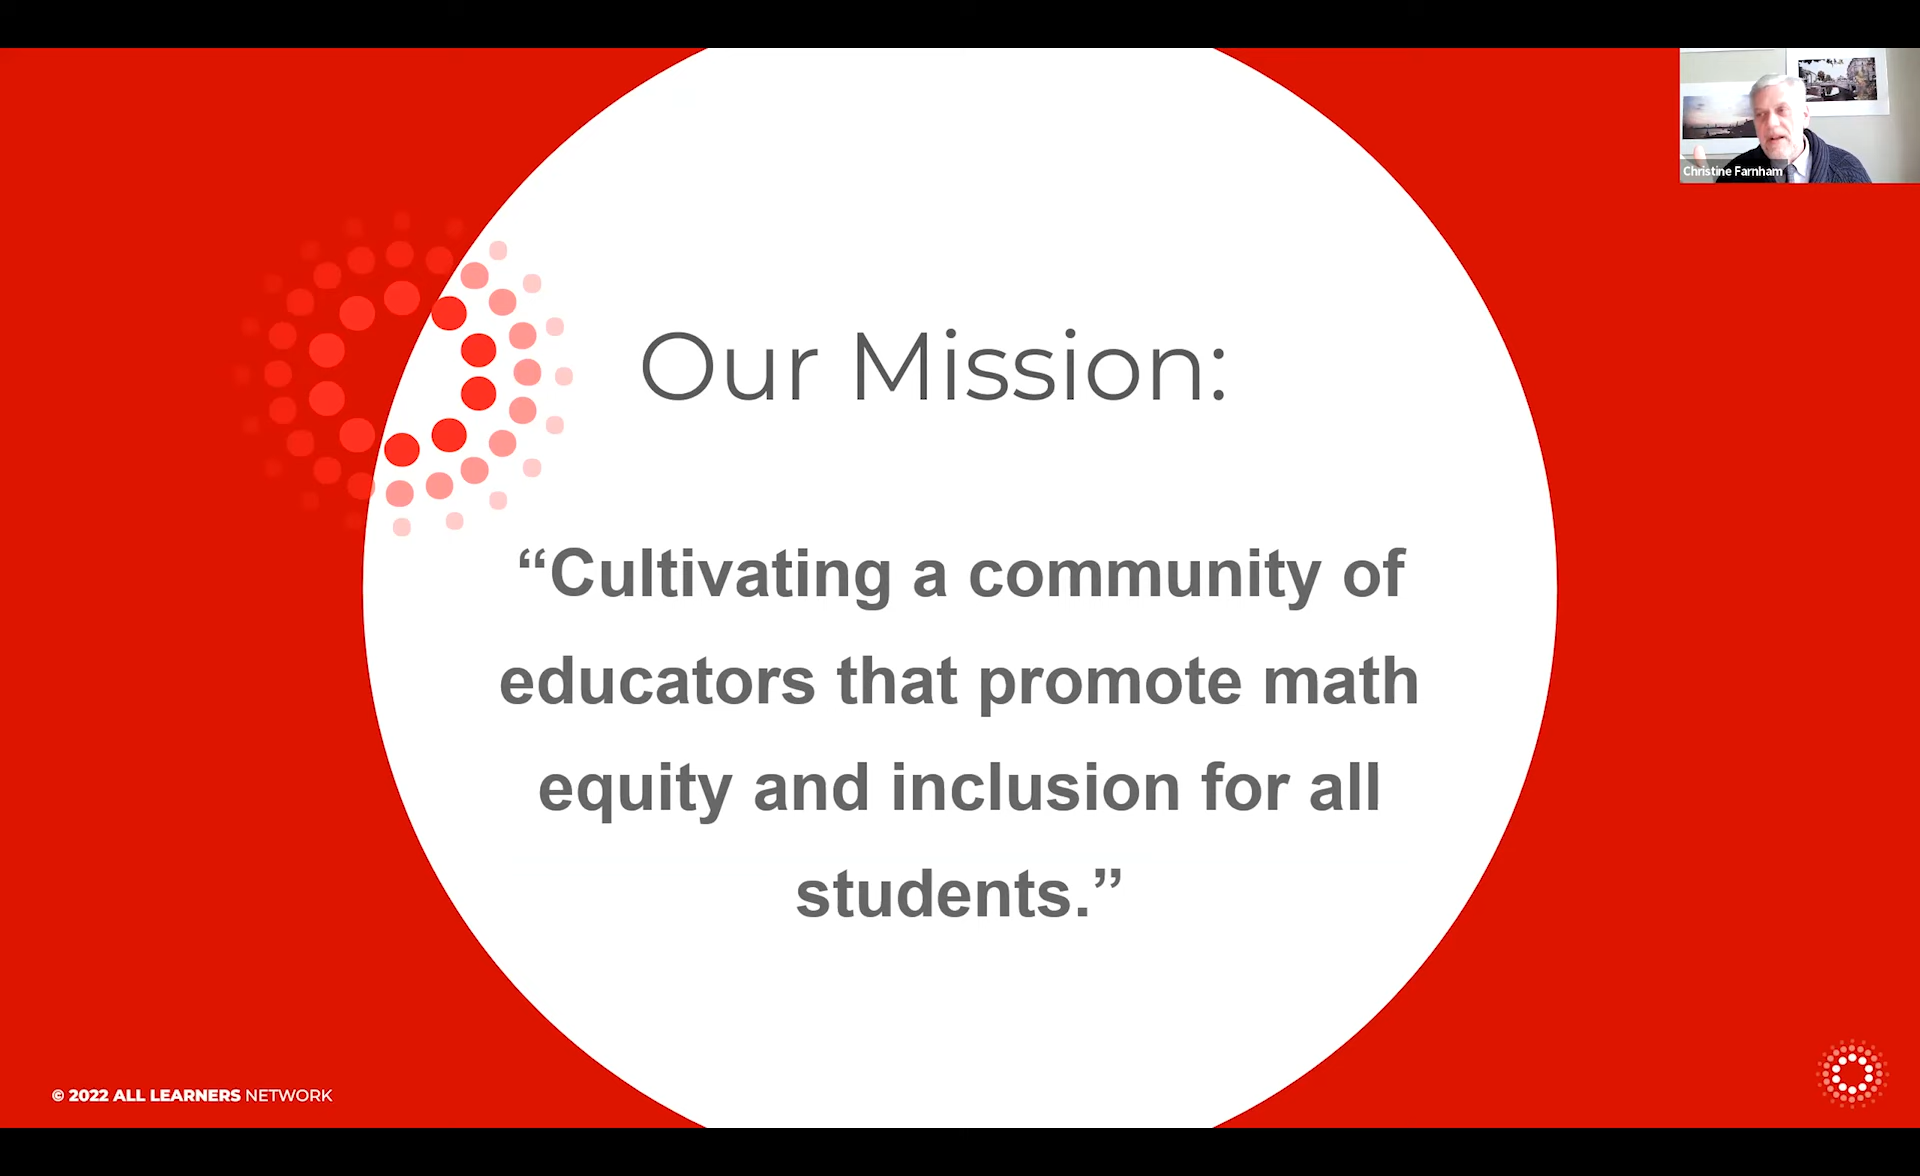 Christine Farnham
Our Mission:
“Cultivating a community of
educators that promote math
equity and inclusion for all
students.”
© 2022 ALL LEARNERS NETWORK